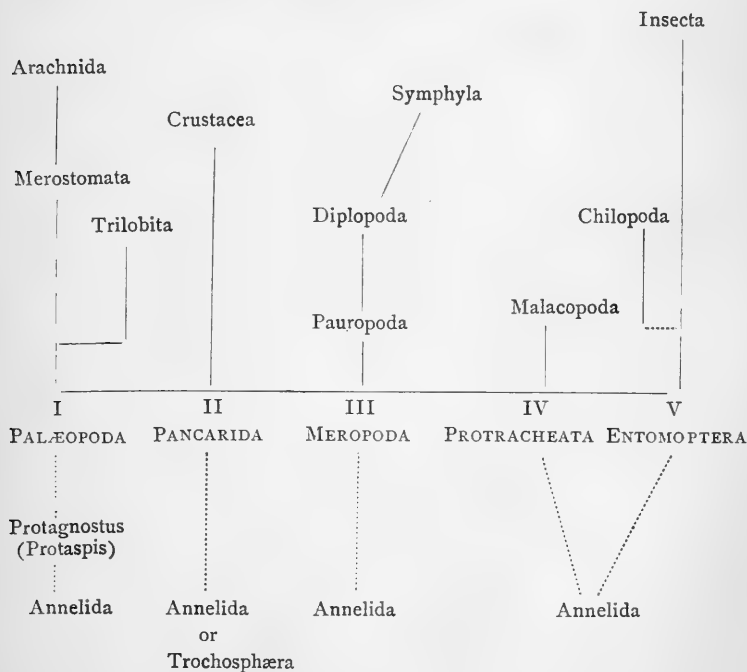 Insecta
Arachnida
Symphyla
Crustacea
Merostomata
Trilobita
Diplopoda
Chilopoda
Pauropoda
Malacopoda
I II III IV V
PALÆOPODA PANCARIDA MEROPODA PROTRACHEATA ENTOMOPTERA
Protagnostus
(Protaspis)
Annelida Annelida Annelida Annelida
or
Trochosphæra